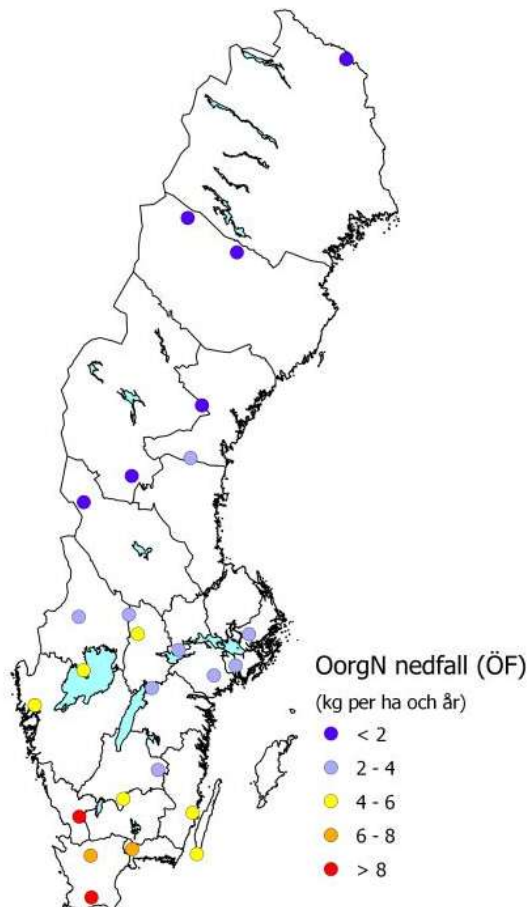 OorgN nedfall (ÖF)
(kg per ha och år)
< 2
2 - 4
4 - 6
6 - 8
> 8